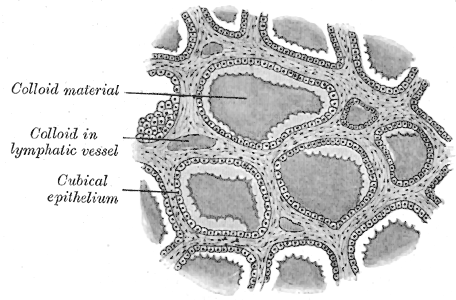 Colloid material
Colloid in
lymphatic vessel
Cubical
epithelium